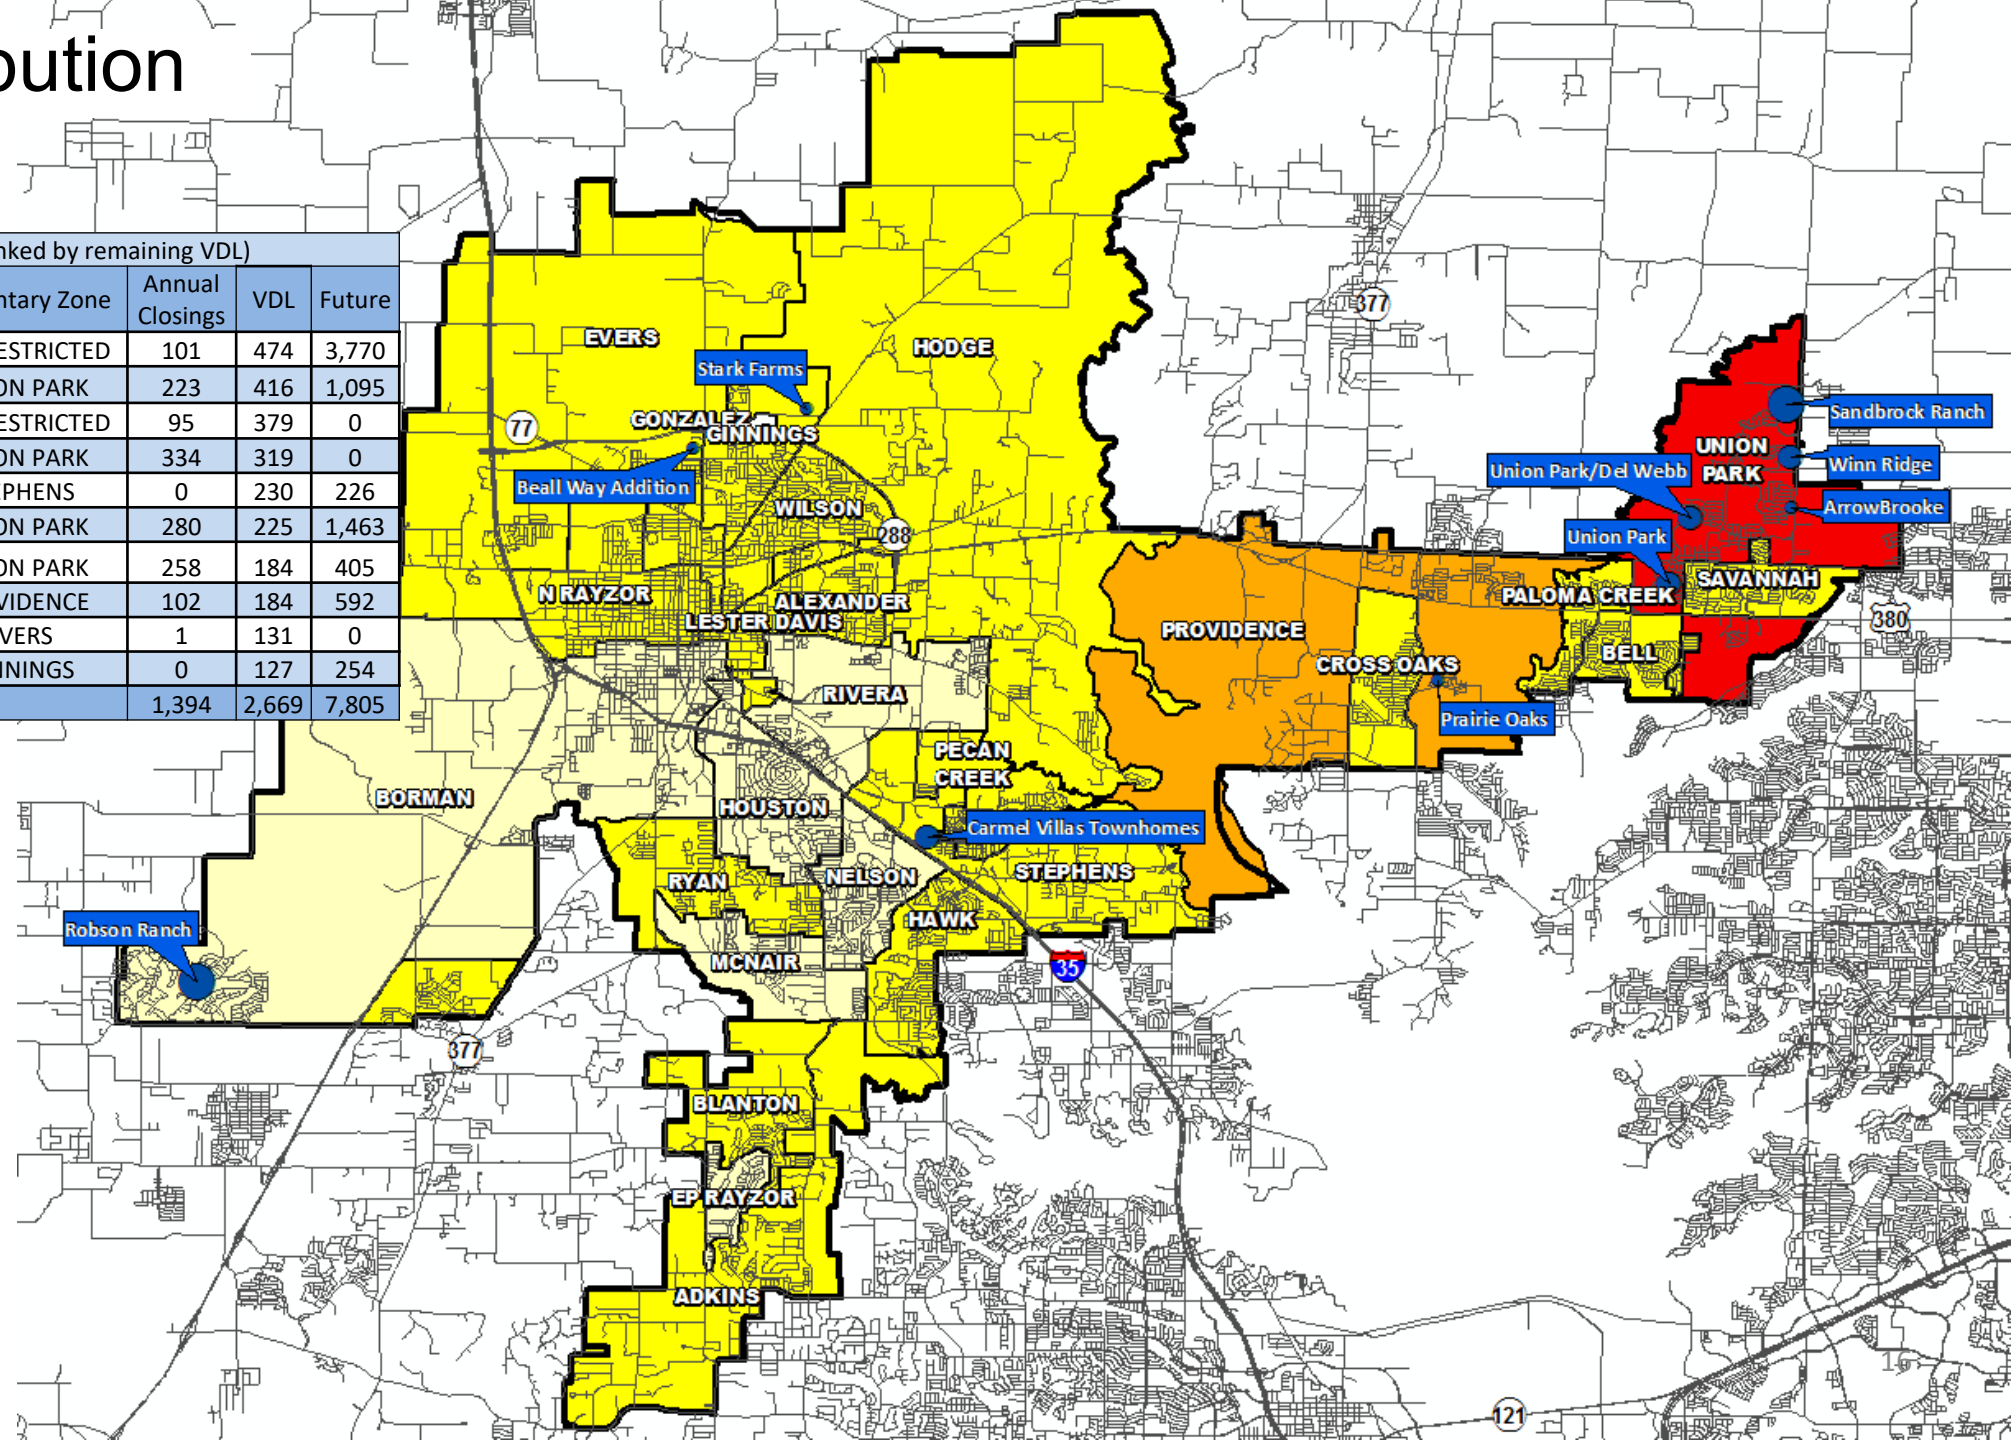 bution
nked by remaining VDL)
ntary Zone Annual Closings VDL Future
ESTRICTED 101 474 3,770
ON PARK 223 416 1,095
ESTRICTED 95 379 0
ON PARK 334 319 0
EPHENS 0 230 226
ON PARK 280 225 1,463
ON PARK 258 184 405
VIDENCE 102 184 592
VERS 1 131 0
NNINGS 0 127 254
1,394 2,669 7,805
377
EVERS
HODGE
Stark Farms
Sandbrock Ranch
77
GONZALEZ
GINNINGS
UNION
PARK
Winn Ridge
Union Park/Del Webb
Beall Way Addition
WILSON
ArrowBrooke
288
Union Park
SAVANNAH
N RAYZOR
ALEXANDER
PALOMA CREEK
LESTER DAVIS
380
PROVIDENCE
BELL
CROSS OAKS
RIVERA
Prairie Oaks
PECAN
CREEK
BORMAN
HOUSTON
Carmel Villas Townhomes
STEPHENS
RYAN
NELSON
HAWK
Robson Ranch
MCNAIR
35
377
BLANTON
EP RAYZOR
ADKINS
16
121